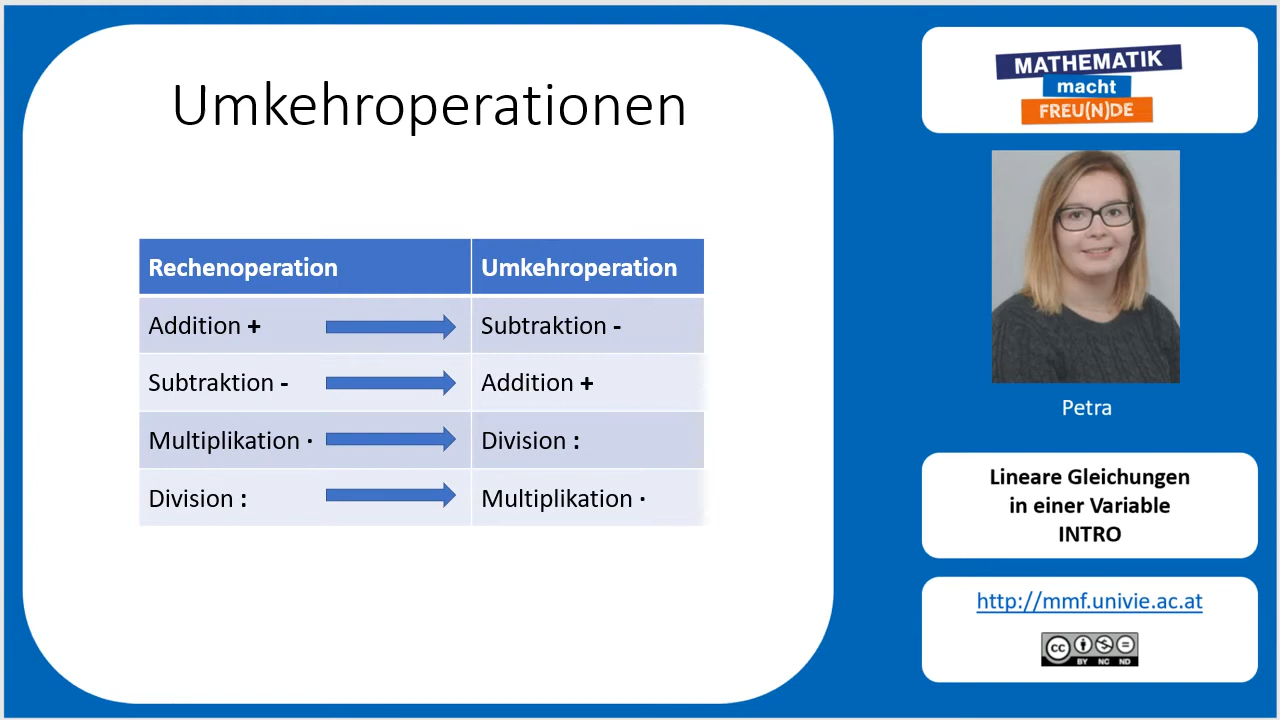 Umkehroperationen
Rechenoperation Umkehroperation
Addition + Subtraktion -
Subtraktion - Addition +
Multiplikation · Division :
Division : Multiplikation ·
MATHEMATIK
macht
FREU(N)DE
Petra
Lineare Gleichungen
in einer Variable
INTRO
http://mmf.univie.ac.at
CC BY NC ND